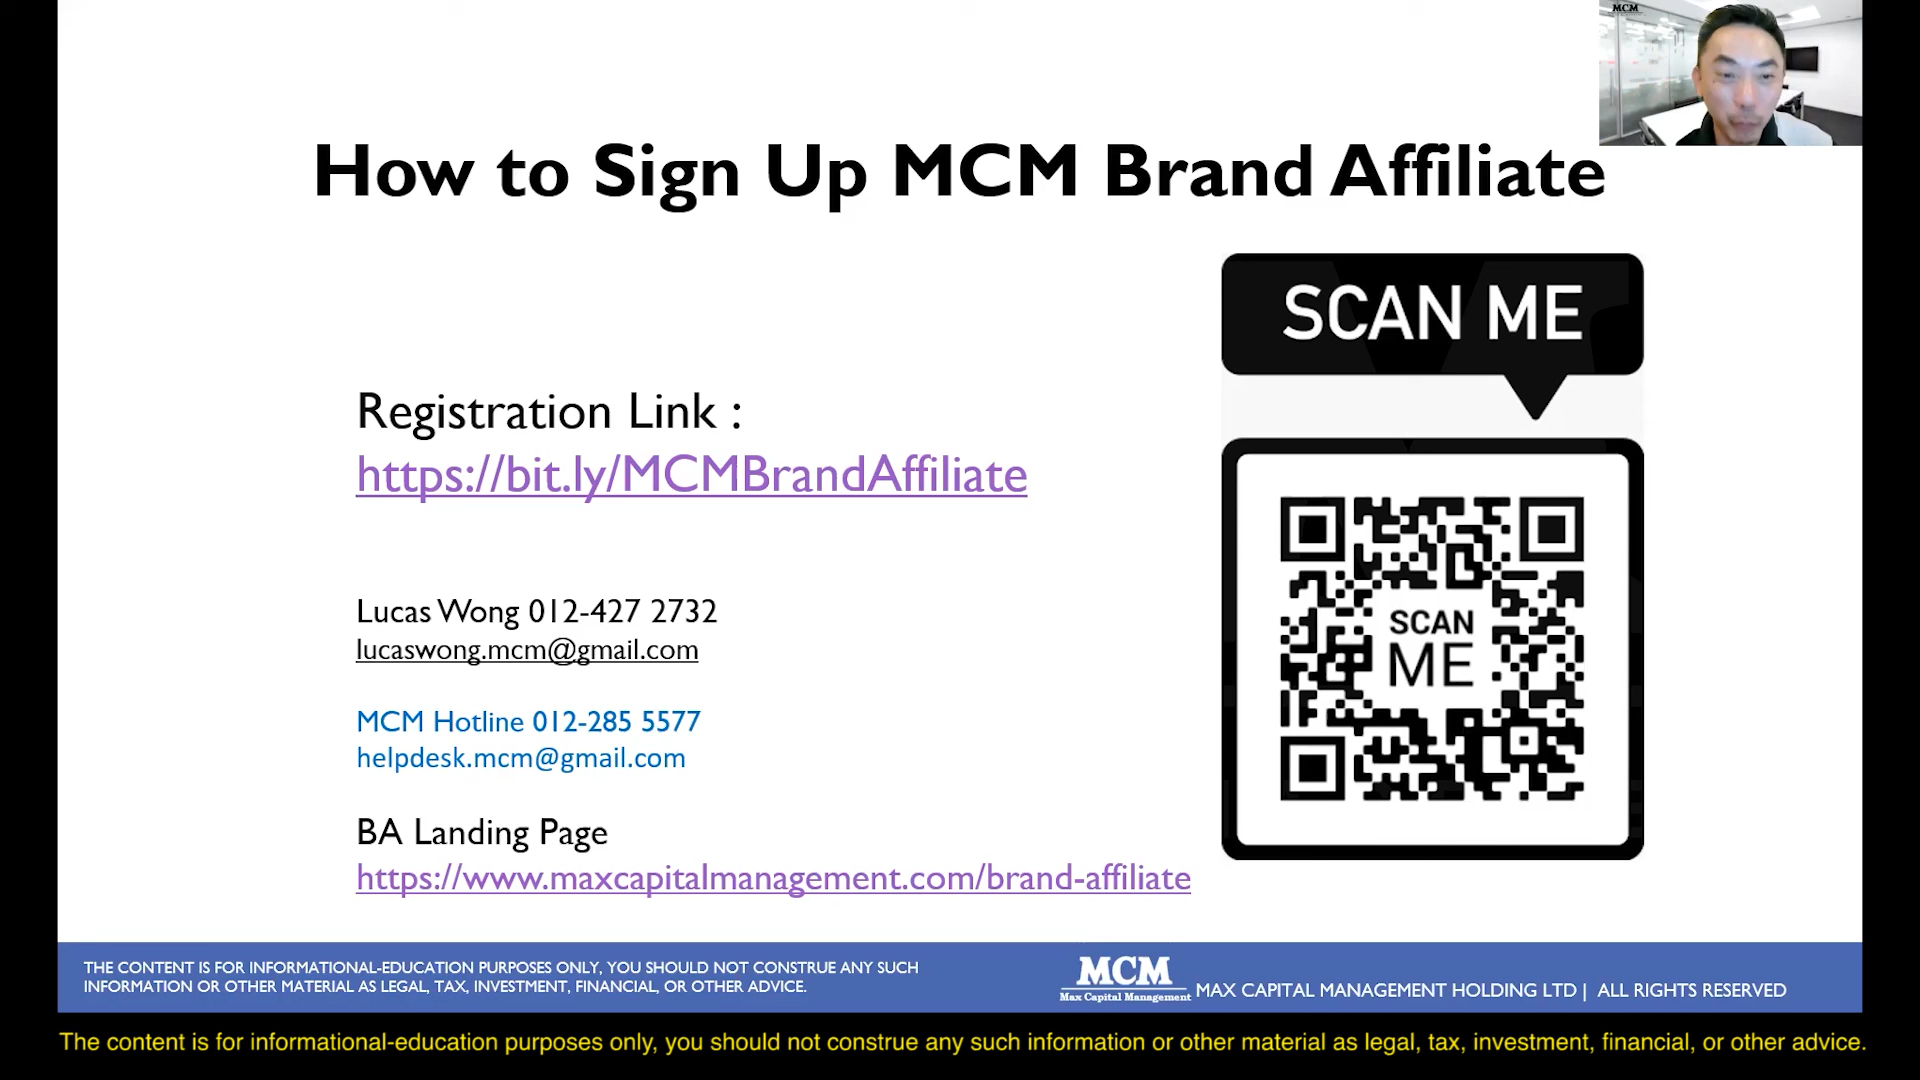 MCM
How to Sign Up MCM Brand Affiliate
SCAN ME
Registration Link :
https://bit.ly/MCMBrandAffiliate
Lucas Wong 012-427 2732
lucaswong.mcm@gmail.com
SCAN
ME
MCM Hotline 012-285 5577
helpdesk.mcm@gmail.com
BA Landing Page
https://www.maxcapitalmanagement.com/brand-affiliate
THE CONTENT IS FOR INFORMATIONAL-EDUCATION PURPOSES ONLY, YOU SHOULD NOT CONSTRUE ANY SUCH
INFORMATION OR OTHER MATERIAL AS LEGAL, TAX, INVESTMENT, FINANCIAL, OR OTHER ADVICE.
MCM
Max Capital Management
MAX CAPITAL MANAGEMENT HOLDING LTD | ALL RIGHTS RESERVED
The content is for informational-education purposes only, you should not construe any such information or other material as legal, tax, investment, financial, or other advice.